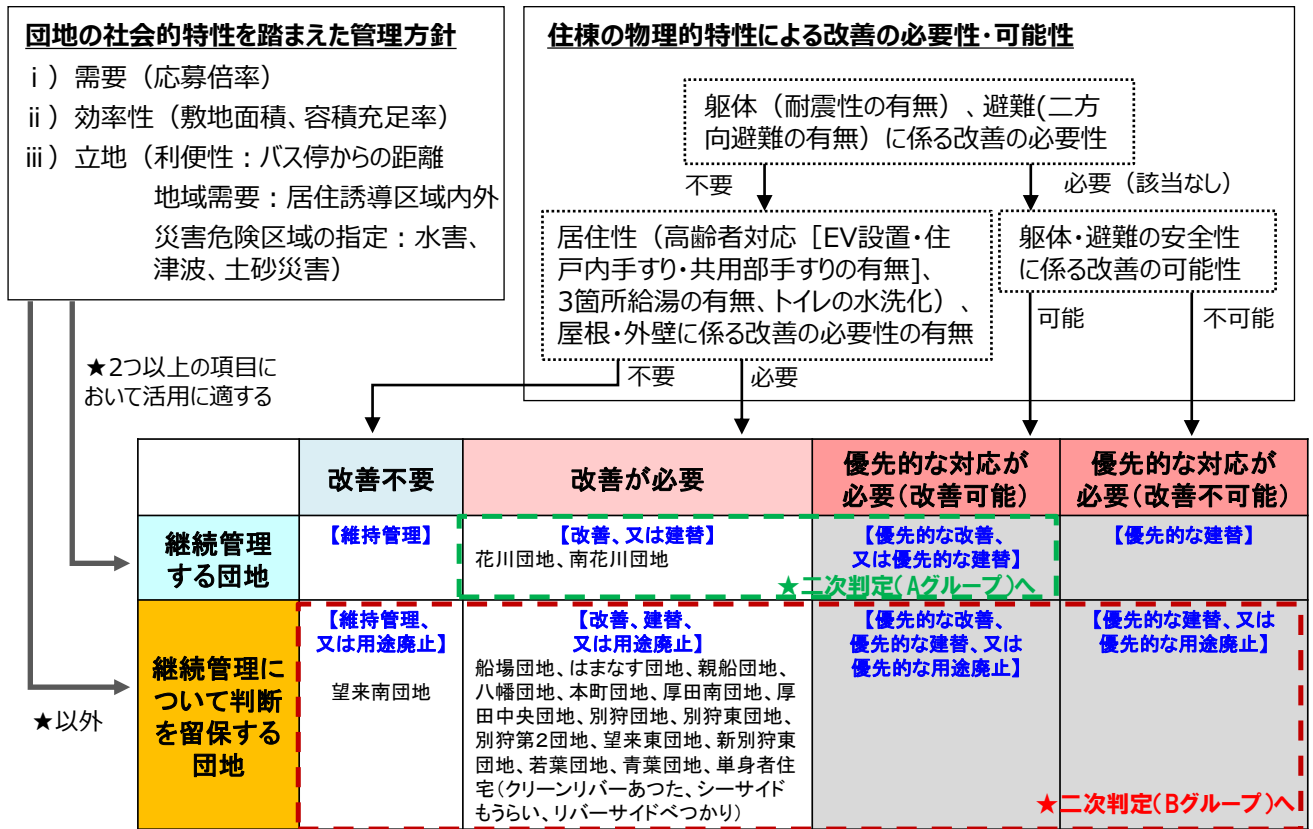 団地の社会的特性を踏まえた管理方針
ⅰ）需要（応募倍率）
ⅱ）効率性（敷地面積、容積充足率）
ⅲ）立地（利便性：バス停からの距離
地域需要：居住誘導区域内外
災害危険区域の指定：水害、
津波、土砂災害）
住棟の物理的特性による改善の必要性・可能性
躯体（耐震性の有無）、避難(二方
向避難の有無）に係る改善の必要性
不要
必要（該当なし）
居住性（高齢者対応［EV設置・住
戸内手すり・共用部手すりの有無］、
3箇所給湯の有無、トイレの水洗化）、
屋根・外壁に係る改善の必要性の有無
躯体・避難の安全性
に係る改善の可能性
可能
不可能
不要
必要
★2つ以上の項目に
おいて活用に適する
★以外
改善不要
改善が必要
優先的な対応が
必要（改善可能）
優先的な対応が
必要（改善不可能）
継続管理
する団地
【維持管理】
【改善、又は建替】
花川団地、南花川団地
【優先的な改善、
又は優先的な建替】
【優先的な建替】
★二次判定（Aグループ）へ
継続管理に
ついて判断
を留保する
団地
【維持管理、
又は用途廃止】
望来南団地
【改善、建替、
又は用途廃止】
船場団地、はまなす団地、親船団地、
八幡団地、本町団地、厚田南団地、厚
田中央団地、別狩団地、別狩東団地、
別狩第2団地、望来東団地、新別狩東
団地、若葉団地、青葉団地、単身者住
宅（クリーンリバーあつた、シーサイド
もうらい、リバーサイドべつかり）
【優先的な改善、
優先的な建替、又は
優先的な用途廃止】
【優先的な建替、又は
優先的な用途廃止】
★二次判定（Bグループ）へ